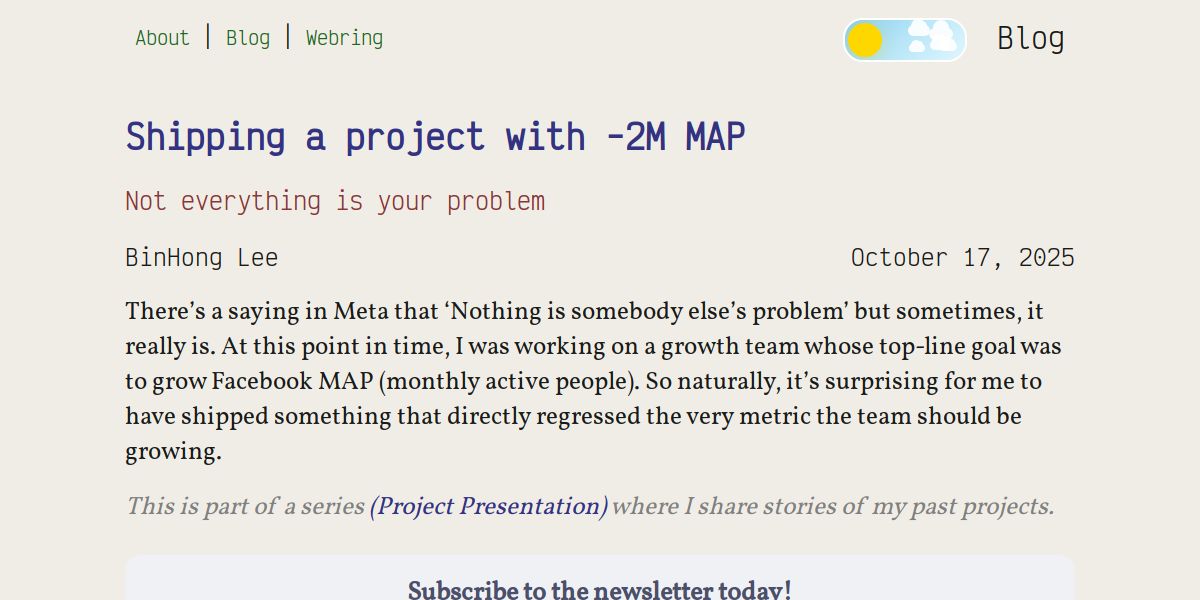 About | Blog | Webring
Blog
Shipping a project with -2M MAP
Not everything is your problem
BinHong Lee
October 17, 2025
There’s a saying in Meta that ‘Nothing is somebody else’s problem’ but sometimes, it
really is. At this point in time, I was working on a growth team whose top-line goal was
to grow Facebook MAP (monthly active people). So naturally, it’s surprising for me to
have shipped something that directly regressed the very metric the team should be
growing.
This is part of a series (Project Presentation) where I share stories of my past projects.
Subscribe to the newsletter today!